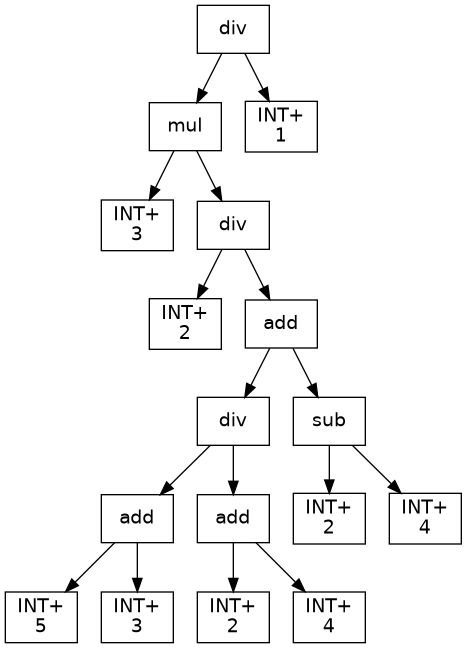 div
mul
INT+
1
INT+
3
div
INT+
2
add
div
sub
add
add
INT+
2
INT+
4
INT+
5
INT+
3
INT+
2
INT+
4